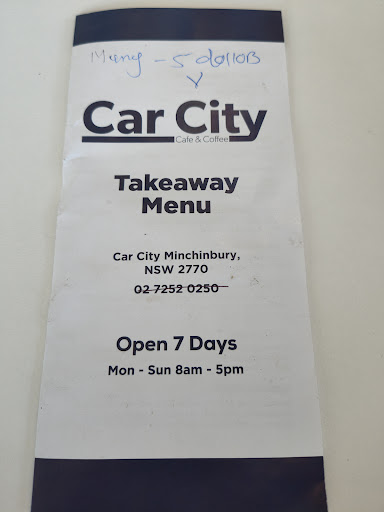 Car City
Cafe & Coffee
Takeaway
Menu
Car City Minchinbury,
NSW 2770
02 7252 0250
Open 7 Days
Mon - Sun 8am - 5pm